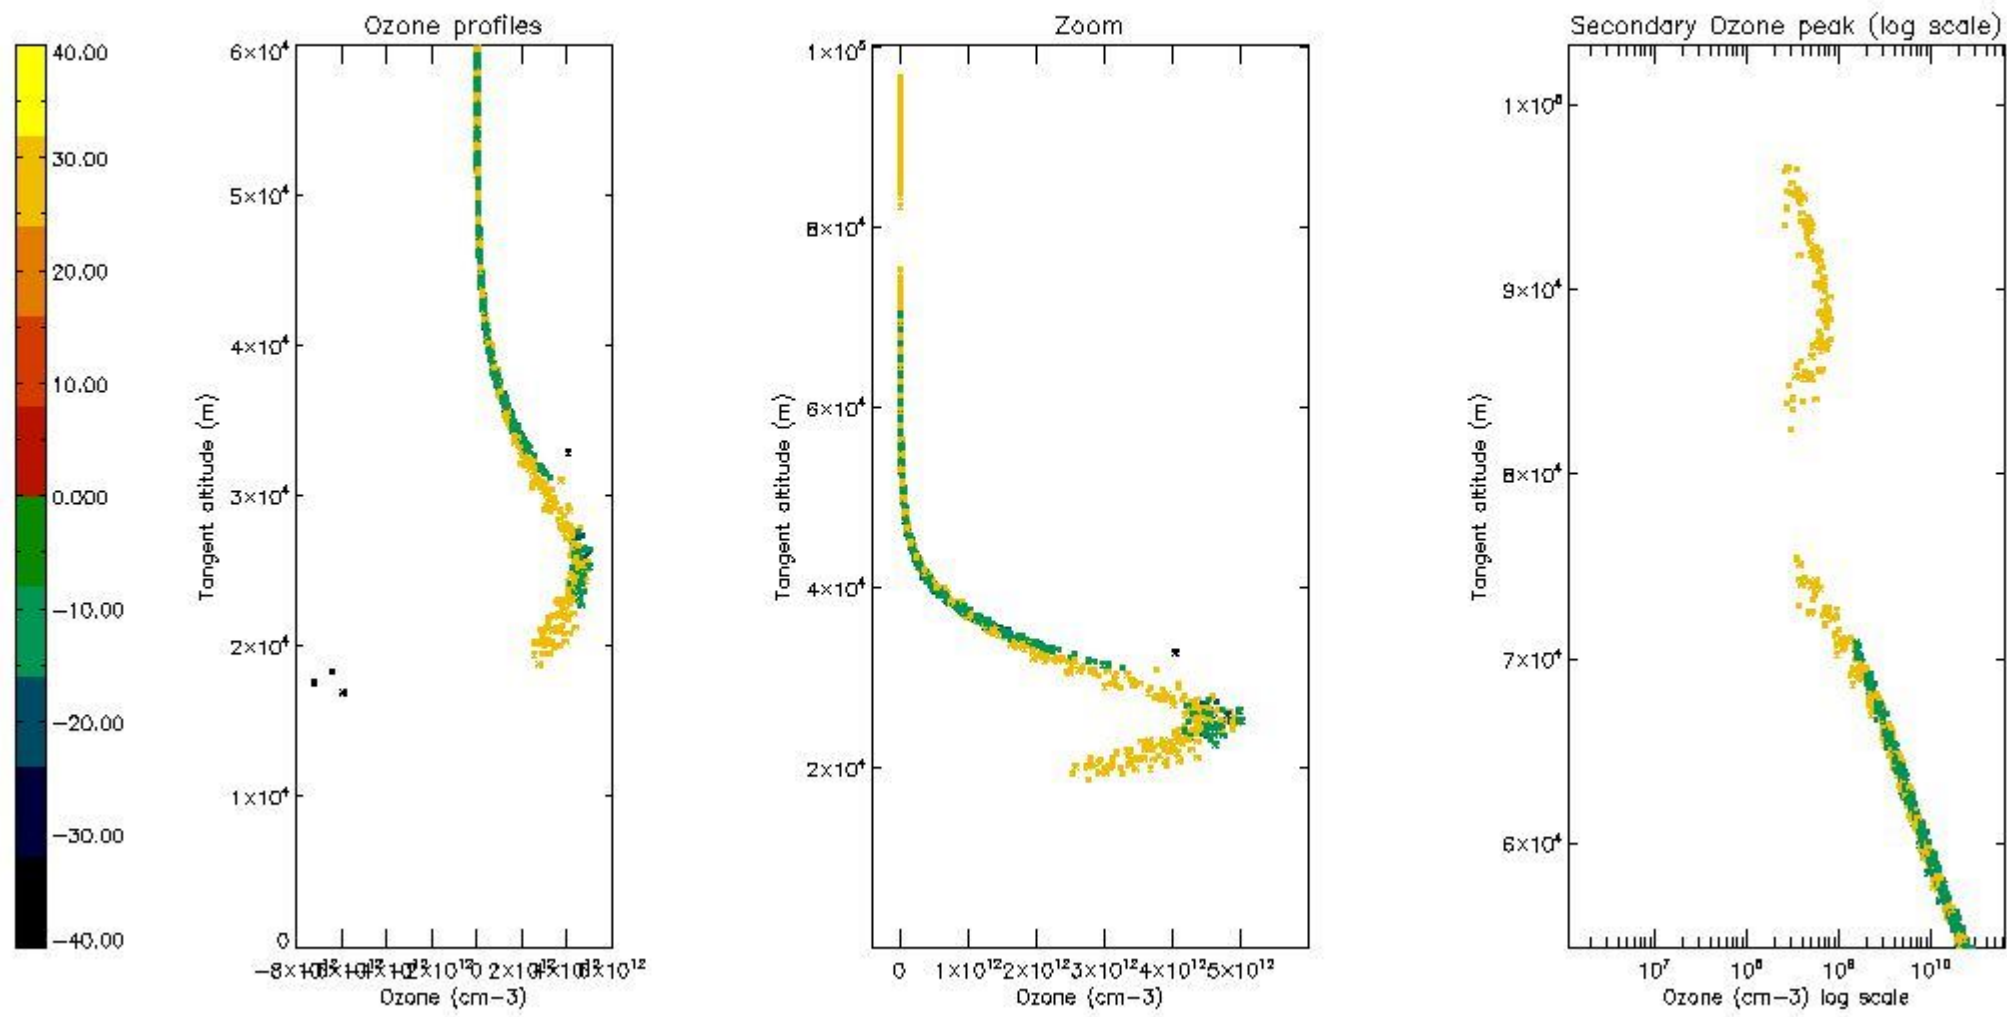 Ozone profiles
Zoom
Secondary Ozone peak (log scale)
40.00
30.00
20.00
10.00
0.000
-10.00
-20.00
-30.00
-40.00
6×10⁴
5×10⁴
4×10⁴
3×10⁴
2×10⁴
1×10⁴
0
Tangent altitude (m)
0
6×10¹²
Ozone (cm-3)
1×10⁵
8×10⁴
6×10⁴
4×10⁴
2×10⁴
Tangent altitude (m)
0 1×10¹² 2×10¹² 3×10¹² 4×10¹² 5×10¹²
Ozone (cm-3)
1×10⁵
9×10⁴
8×10⁴
7×10⁴
6×10⁴
Tangent altitude (m)
10⁷ 10⁸ 10⁹ 10¹⁰
Ozone (cm-3) log scale